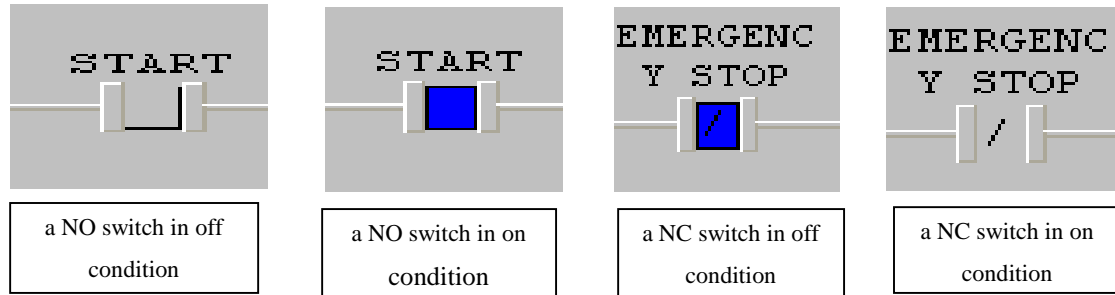 START
START
EMERGENC
Y STOP
EMERGENC
Y STOP
a NO switch in off
condition
a NO switch in on
condition
a NC switch in off
condition
a NC switch in on
condition